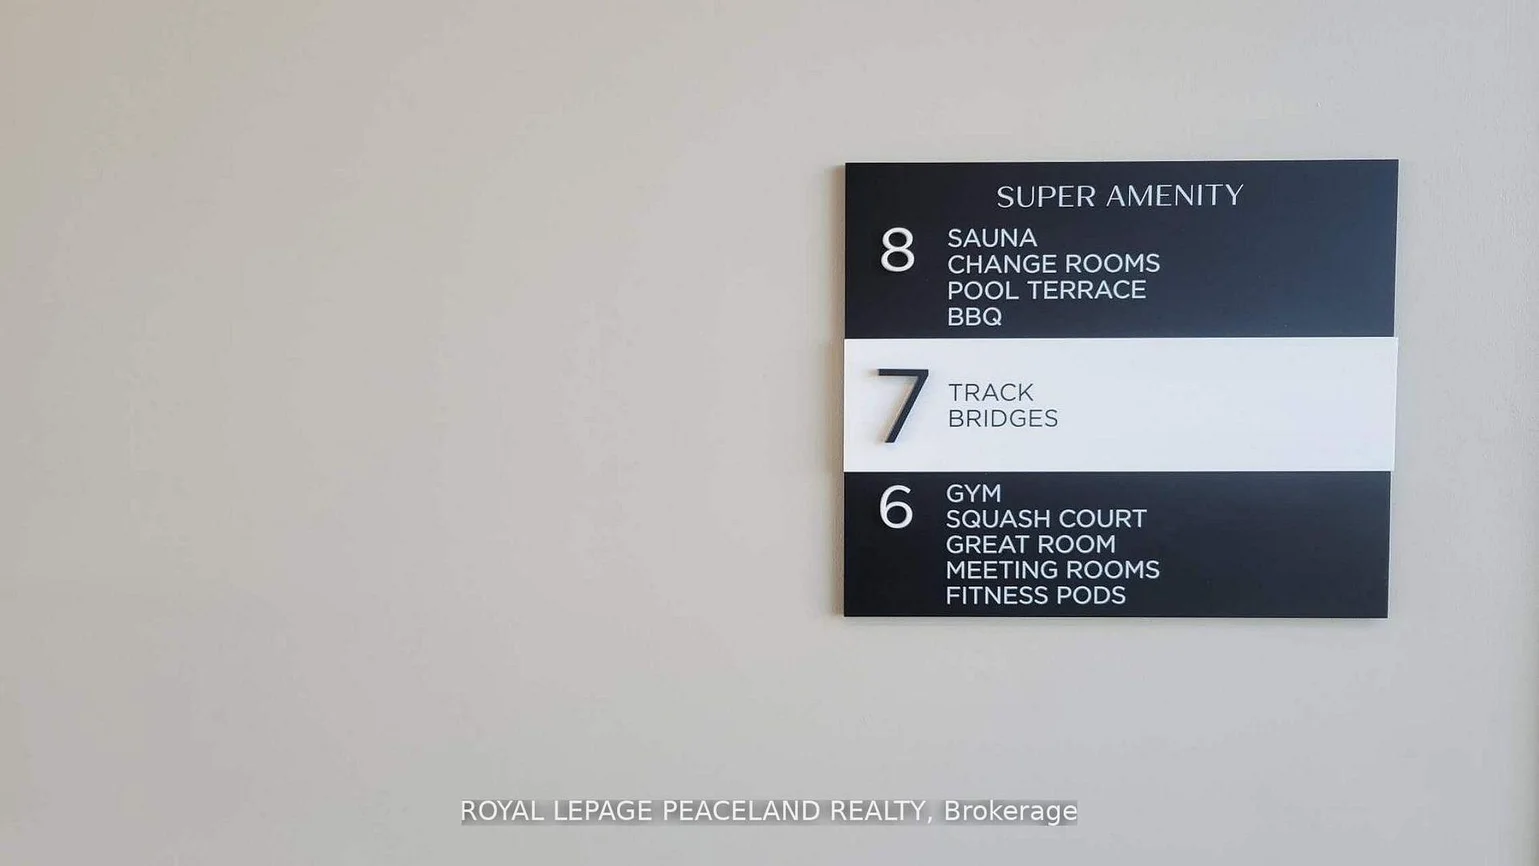 SUPER AMENITY
8 SAUNA
CHANGE ROOMS
POOL TERRACE
BBQ
7 TRACK
BRIDGES
6 GYM
SQUASH COURT
GREAT ROOM
MEETING ROOMS
FITNESS PODS
ROYAL LEPAGE PEACELAND REALTY, Brokerage